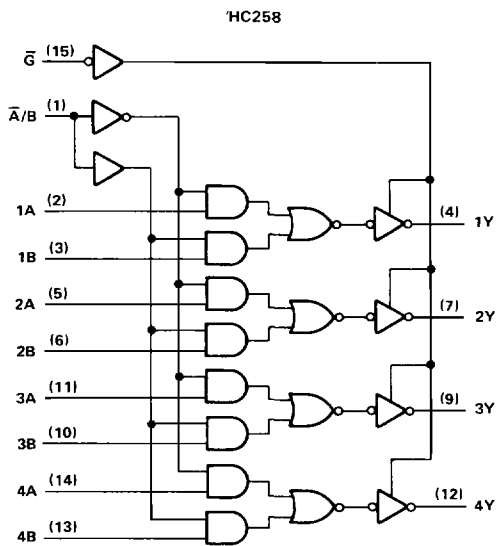 'HC258
G̅ (15)
A̅/B (1)
1A (2)
(4) 1Y
1B (3)
2A (5)
(7) 2Y
2B (6)
3A (11)
(9) 3Y
3B (10)
4A (14)
(12) 4Y
4B (13)